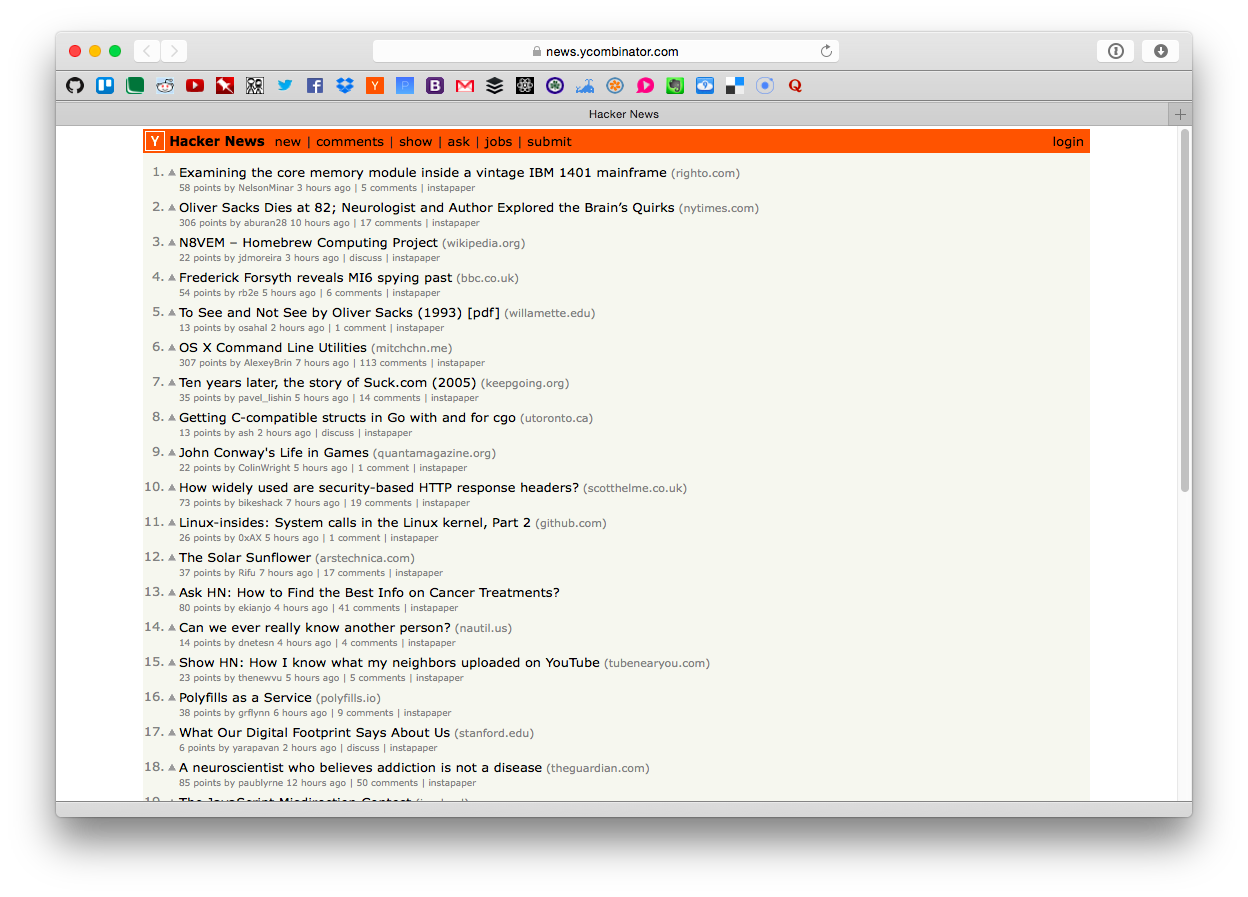 news.ycombinator.com
Hacker News
Y Hacker News new | comments | show | ask | jobs | submit login
1. Examining the core memory module inside a vintage IBM 1401 mainframe (righto.com)
58 points by NelsonMinar 3 hours ago | 5 comments | instapaper
2. Oliver Sacks Dies at 82; Neurologist and Author Explored the Brain’s Quirks (nytimes.com)
306 points by aburan28 10 hours ago | 17 comments | instapaper
3. N8VEM – Homebrew Computing Project (wikipedia.org)
22 points by jdmoreira 3 hours ago | discuss | instapaper
4. Frederick Forsyth reveals MI6 spying past (bbc.co.uk)
54 points by rb2e 5 hours ago | 6 comments | instapaper
5. To See and Not See by Oliver Sacks (1993) [pdf] (willamette.edu)
13 points by osahal 2 hours ago | 1 comment | instapaper
6. OS X Command Line Utilities (mitchchn.me)
307 points by AlexeyBrin 7 hours ago | 113 comments | instapaper
7. Ten years later, the story of Suck.com (2005) (keepgoing.org)
35 points by pavel_lishin 5 hours ago | 14 comments | instapaper
8. Getting C-compatible structs in Go with and for cgo (utoronto.ca)
13 points by ash 2 hours ago | discuss | instapaper
9. John Conway's Life in Games (quantamagazine.org)
22 points by ColinWright 5 hours ago | 1 comment | instapaper
10. How widely used are security-based HTTP response headers? (scotthelme.co.uk)
73 points by bikeshack 7 hours ago | 19 comments | instapaper
11. Linux-insides: System calls in the Linux kernel, Part 2 (github.com)
26 points by 0xAX 5 hours ago | 1 comment | instapaper
12. The Solar Sunflower (arstechnica.com)
37 points by Rifu 7 hours ago | 17 comments | instapaper
13. Ask HN: How to Find the Best Info on Cancer Treatments?
80 points by ekianjo 4 hours ago | 41 comments | instapaper
14. Can we ever really know another person? (nautil.us)
14 points by dnetesn 4 hours ago | 4 comments | instapaper
15. Show HN: How I know what my neighbors uploaded on YouTube (tubenearyou.com)
23 points by thenewvu 5 hours ago | 5 comments | instapaper
16. Polyfills as a Service (polyfills.io)
38 points by grflynn 6 hours ago | 9 comments | instapaper
17. What Our Digital Footprint Says About Us (stanford.edu)
6 points by yarapavan 2 hours ago | discuss | instapaper
18. A neuroscientist who believes addiction is not a disease (theguardian.com)
85 points by paublyrne 12 hours ago | 50 comments | instapaper
19. The JavaScript Misdirection Contest